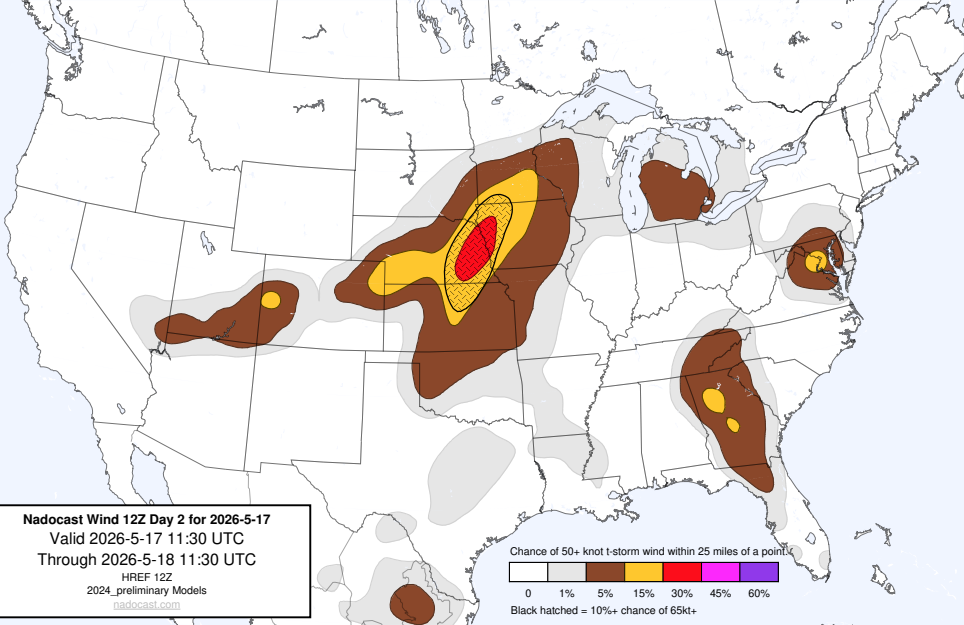 Nadocast Wind 12Z Day 2 for 2026-5-17
Valid 2026-5-17 11:30 UTC
Through 2026-5-18 11:30 UTC
HREF 12Z
2024_preliminary Models
nadocast.com
Chance of 50+ knot t-storm wind within 25 miles of a point.
0 1% 5% 15% 30% 45% 60%
Black hatched = 10%+ chance of 65kt+